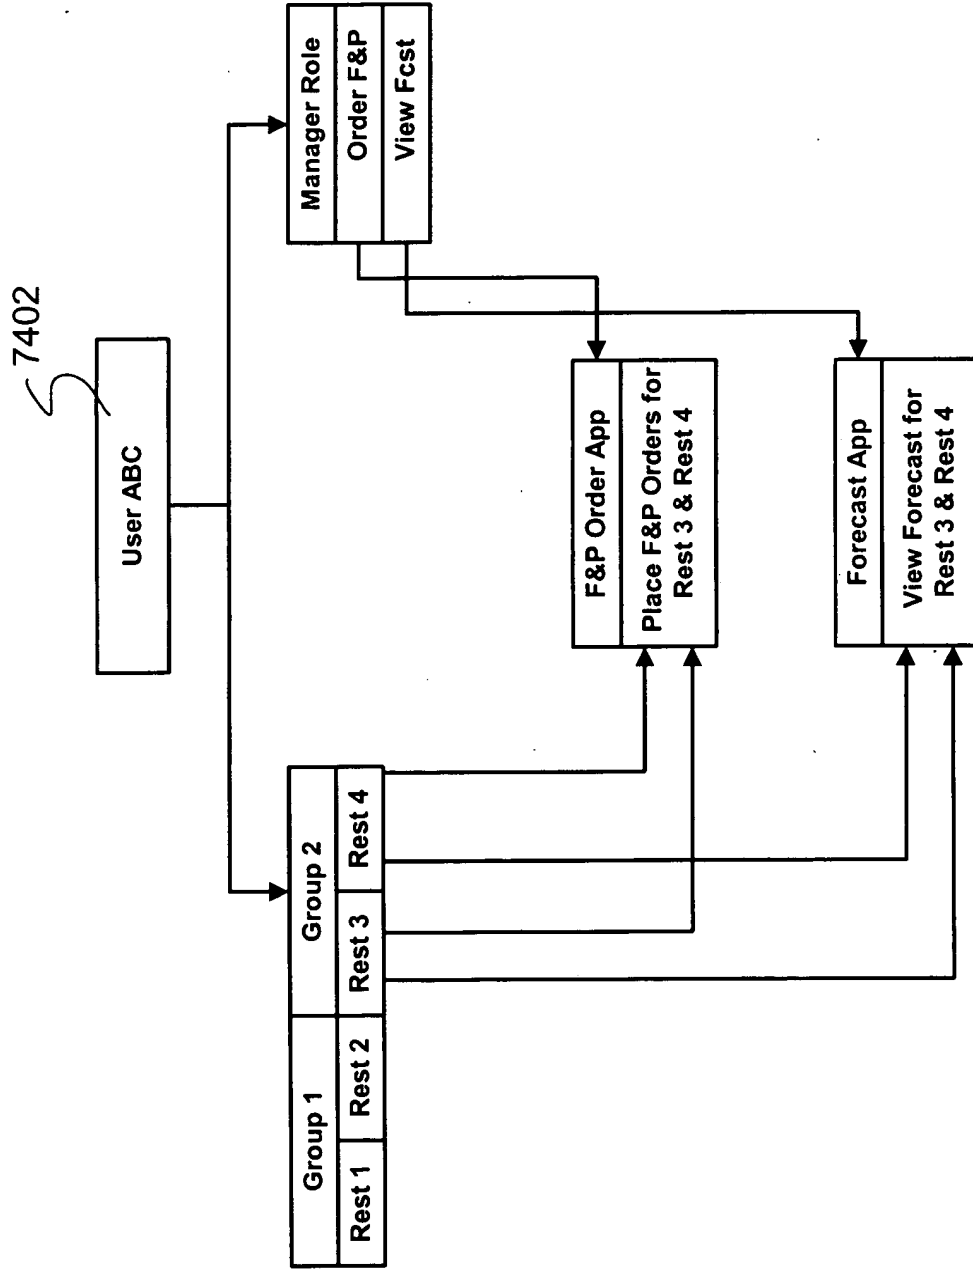 7402
User ABC
Group 1
Group 2
Rest 1
Rest 2
Rest 3
Rest 4
Manager Role
Order F&P
View Fcst
F&P Order App
Place F&P Orders for
Rest 3 & Rest 4
Forecast App
View Forecast for
Rest 3 & Rest 4